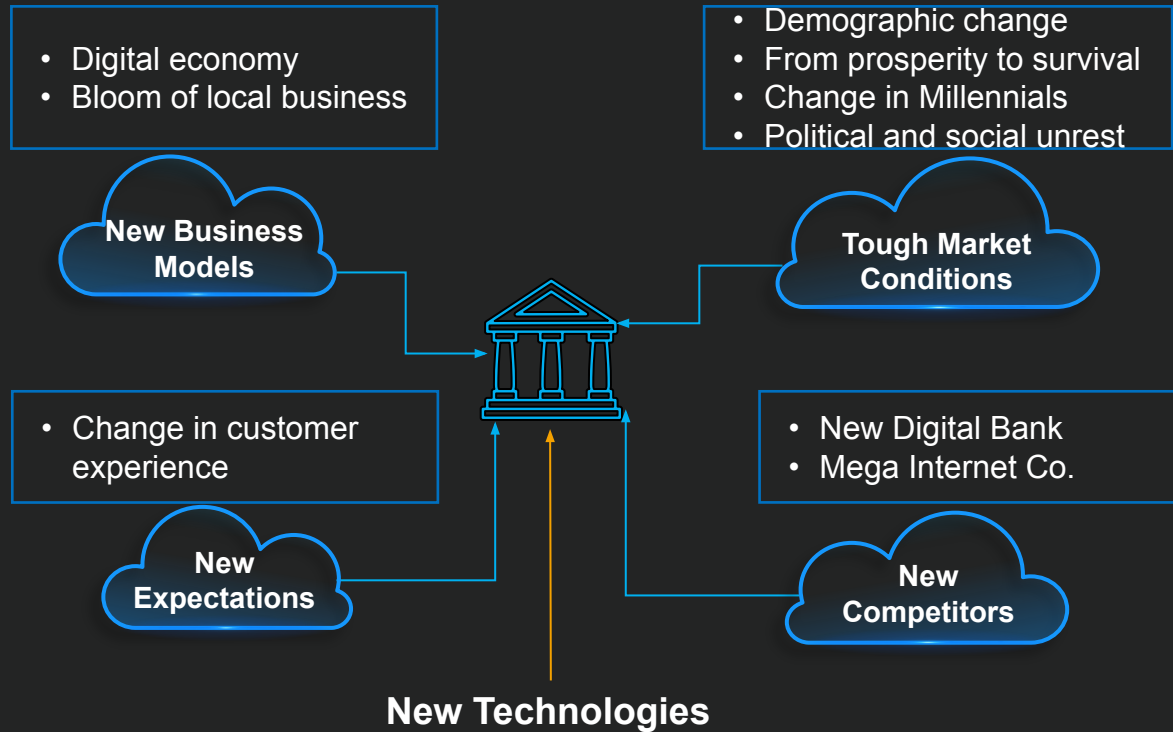 • Digital economy
• Bloom of local business
New Business
Models
• Demographic change
• From prosperity to survival
• Change in Millennials
• Political and social unrest
Tough Market
Conditions
• Change in customer
experience
New
Expectations
• New Digital Bank
• Mega Internet Co.
New
Competitors
New Technologies